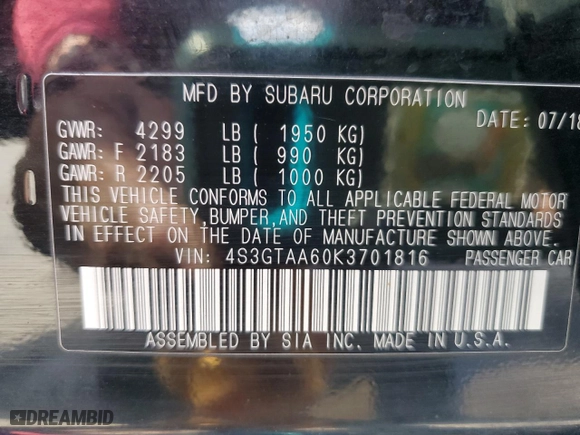 MFD BY SUBARU CORPORATION
DATE: 07/18
GVWR: 4299 LB ( 1950 KG)
GAWR: F 2183 LB ( 990 KG)
GAWR: R 2205 LB ( 1000 KG)
THIS VEHICLE CONFORMS TO ALL APPLICABLE FEDERAL MOTOR
VEHICLE SAFETY,BUMPER,AND THEFT PREVENTION STANDARDS
IN EFFECT ON THE DATE OF MANUFACTURE SHOWN ABOVE.
VIN: 4S3GTAA60K3701816 PASSENGER CAR
ASSEMBLED BY SIA INC. MADE IN U.S.A.
DREAMBID